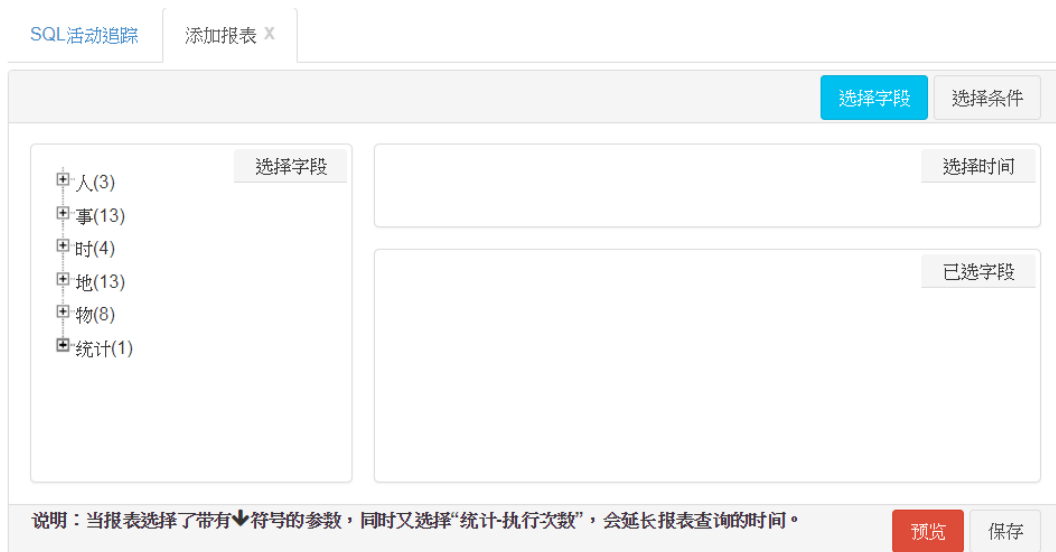 SQL活动追踪 添加报表 X
选择字段 选择条件
选择字段
人(3)
事(13)
时(4)
地(13)
物(8)
统计(1)
选择时间
已选字段
说明：当报表选择了带有🡇符号的参数，同时又选择“统计-执行次数”，会延长报表查询的时间。
预览 保存